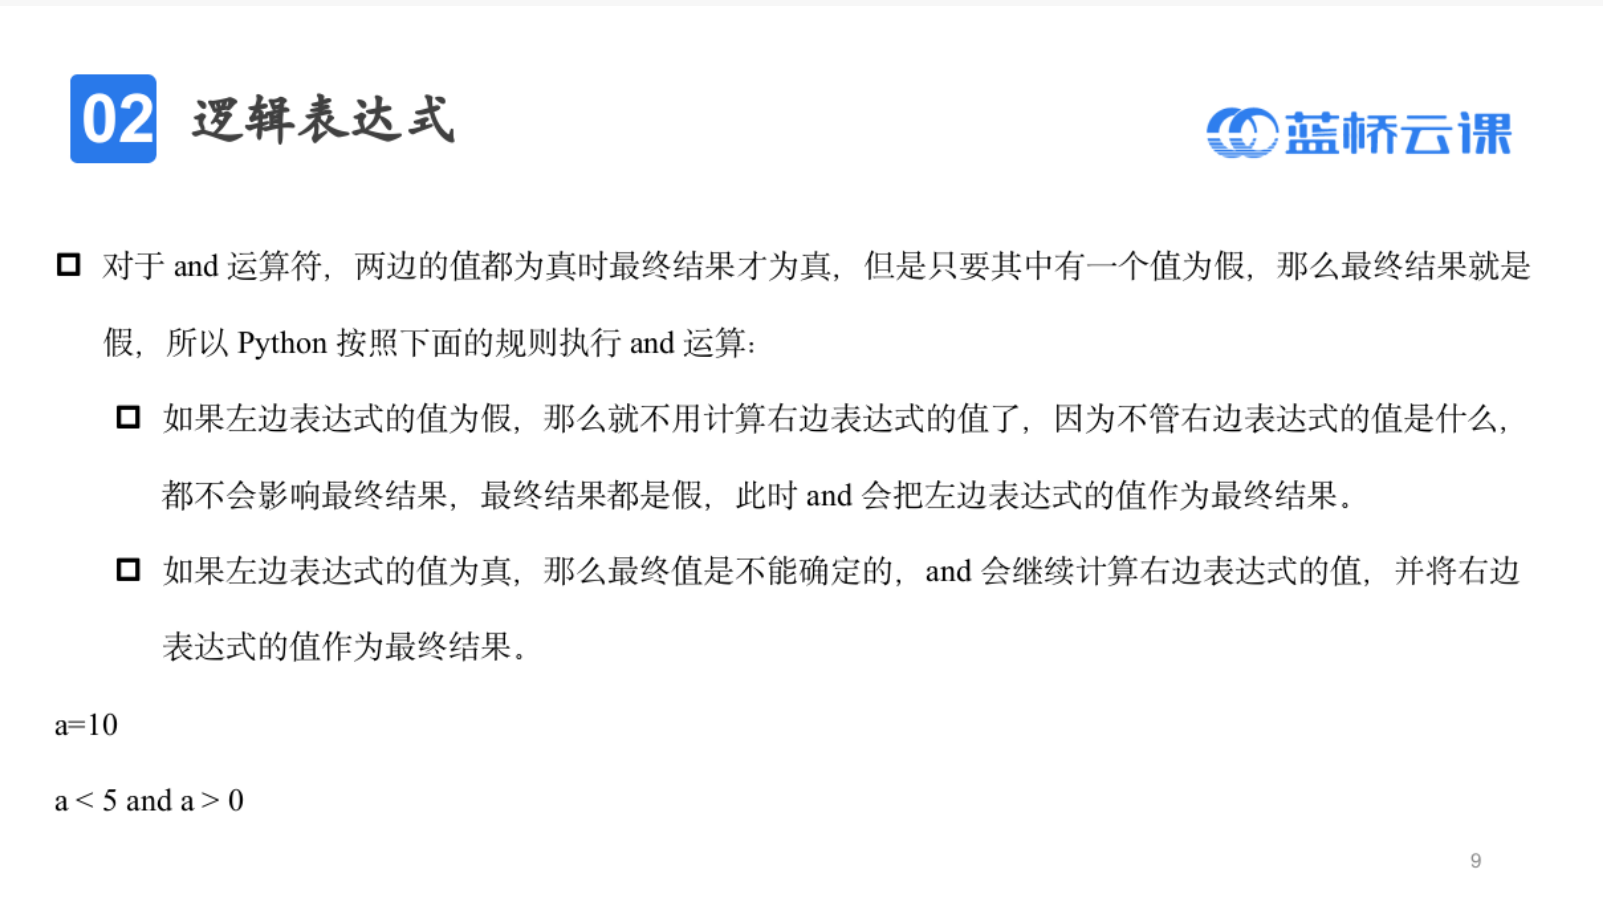 02 逻辑表达式
蓝桥云课
对于 and 运算符，两边的值都为真时最终结果才为真，但是只要其中有一个值为假，那么最终结果就是
假，所以 Python 按照下面的规则执行 and 运算：
如果左边表达式的值为假，那么就不用计算右边表达式的值了，因为不管右边表达式的值是什么，
都不会影响最终结果，最终结果都是假，此时 and 会把左边表达式的值作为最终结果。
如果左边表达式的值为真，那么最终值是不能确定的，and 会继续计算右边表达式的值，并将右边
表达式的值作为最终结果。
a=10
a < 5 and a > 0
9